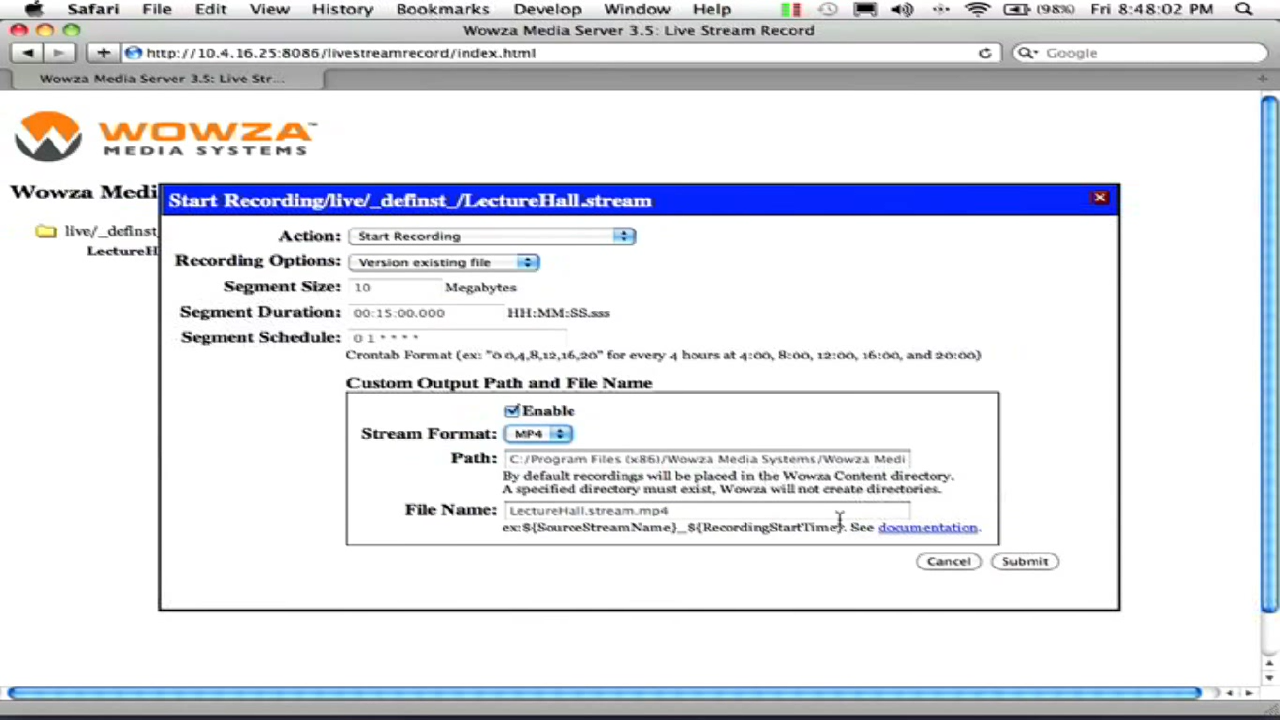 Safari File Edit View History Bookmarks Develop Window Help (98%) Fri 8:48:02 PM
Wowza Media Server 3.5: Live Stream Record
http://10.4.16.25:8086/livestreamrecord/index.html Google
Wowza Media Server 3.5: Live Str...
WOWZA™
MEDIA SYSTEMS
Wowza Medi
Start Recording/live/_definst_/LectureHall.stream
live/_definst_
LectureH
Action: Start Recording
Recording Options: Version existing file
Segment Size: 10 Megabytes
Segment Duration: 00:15:00.000 HH:MM:SS.sss
Segment Schedule: 0 1 * * * *
Crontab Format (ex: "0 0,4,8,12,16,20" for every 4 hours at 4:00, 8:00, 12:00, 16:00, and 20:00)
Custom Output Path and File Name
Enable
Stream Format: MP4
Path: C:/Program Files (x86)/Wowza Media Systems/Wowza Medi
By default recordings will be placed in the Wowza Content directory.
A specified directory must exist, Wowza will not create directories.
File Name: LectureHall.stream.mp4
ex:${SourceStreamName}_${RecordingStartTime}. See documentation.
Cancel Submit